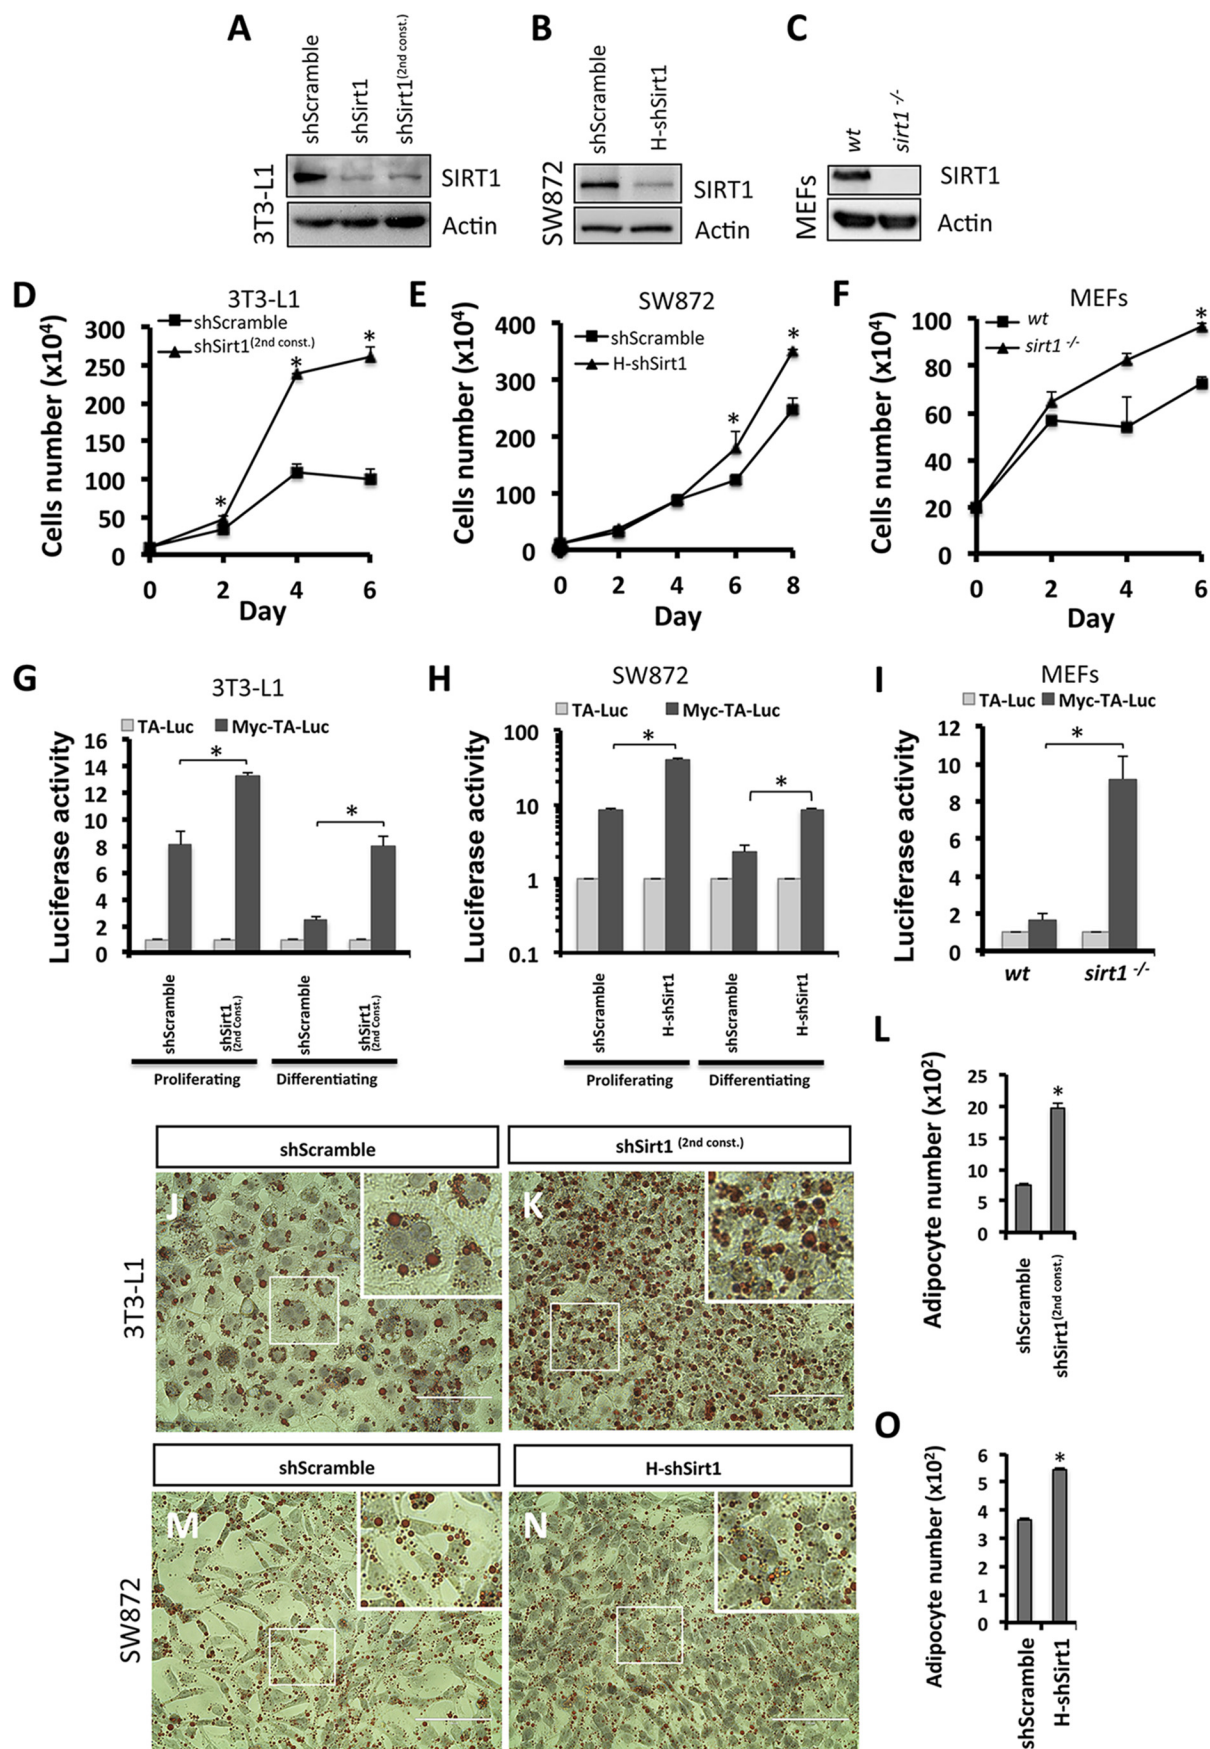 A
shScramble
shSirt1
shSirt1(2nd const.)
3T3-L1
SIRT1
Actin
B
shScramble
H-shSirt1
SW872
SIRT1
Actin
C
wt
sirt1 -/-
MEFs
SIRT1
Actin
D
3T3-L1
shScramble
shSirt1(2nd const.)
Cells number (x10⁴)
300
250
200
150
100
50
0
* * *
0 2 4 6
Day
E
SW872
shScramble
H-shSirt1
Cells number (x10⁴)
400
300
200
100
0
* *
0 2 4 6 8
Day
F
MEFs
wt
sirt1 -/-
Cells number (x10⁴)
100
80
60
40
20
0
*
0 2 4 6
Day
G
3T3-L1
TA-Luc Myc-TA-Luc
Luciferase activity
16
14
12
10
8
6
4
2
0
* *
shScramble
shSirt1 (2nd Const.)
shScramble
shSirt1 (2nd Const.)
Proliferating Differentiating
H
SW872
TA-Luc Myc-TA-Luc
Luciferase activity
100
10
1
0.1
* *
shScramble
H-shSirt1
shScramble
H-shSirt1
Proliferating Differentiating
I
MEFs
TA-Luc Myc-TA-Luc
Luciferase activity
12
10
8
6
4
2
0
*
wt sirt1 -/-
shScramble
shSirt1 (2nd const.)
3T3-L1
J
K
L
Adipocyte number (x10²)
25
20
15
10
5
0
*
shScramble
shSirt1(2nd const.)
shScramble
H-shSirt1
SW872
M
N
O
Adipocyte number (x10²)
6
5
4
3
2
1
0
*
shScramble
H-shSirt1